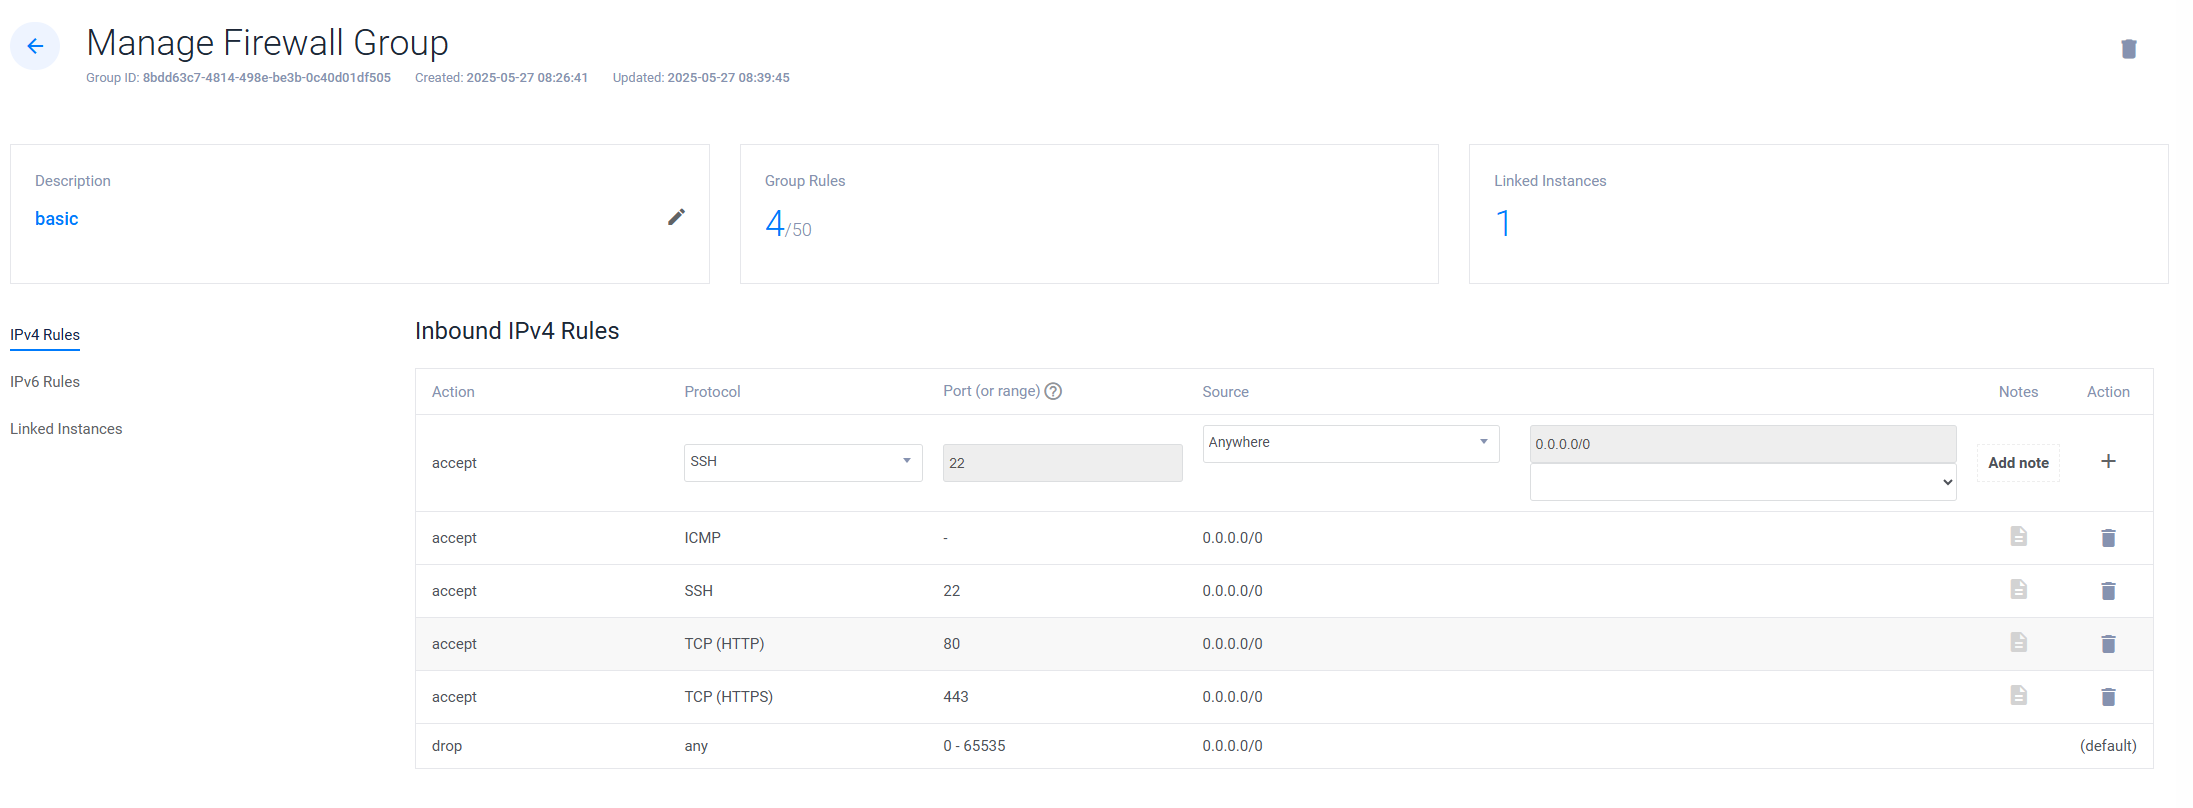 Manage Firewall Group
Group ID: 8bdd63c7-4814-498e-be3b-0c40d01df505 Created: 2025-05-27 08:26:41 Updated: 2025-05-27 08:39:45
Description
basic
Group Rules
4/50
Linked Instances
1
IPv4 Rules
IPv6 Rules
Linked Instances
Inbound IPv4 Rules
Action Protocol Port (or range) ? Source Notes Action
accept SSH 22 Anywhere 0.0.0.0/0 Add note +
accept ICMP - 0.0.0.0/0
accept SSH 22 0.0.0.0/0
accept TCP (HTTP) 80 0.0.0.0/0
accept TCP (HTTPS) 443 0.0.0.0/0
drop any 0 - 65535 0.0.0.0/0 (default)